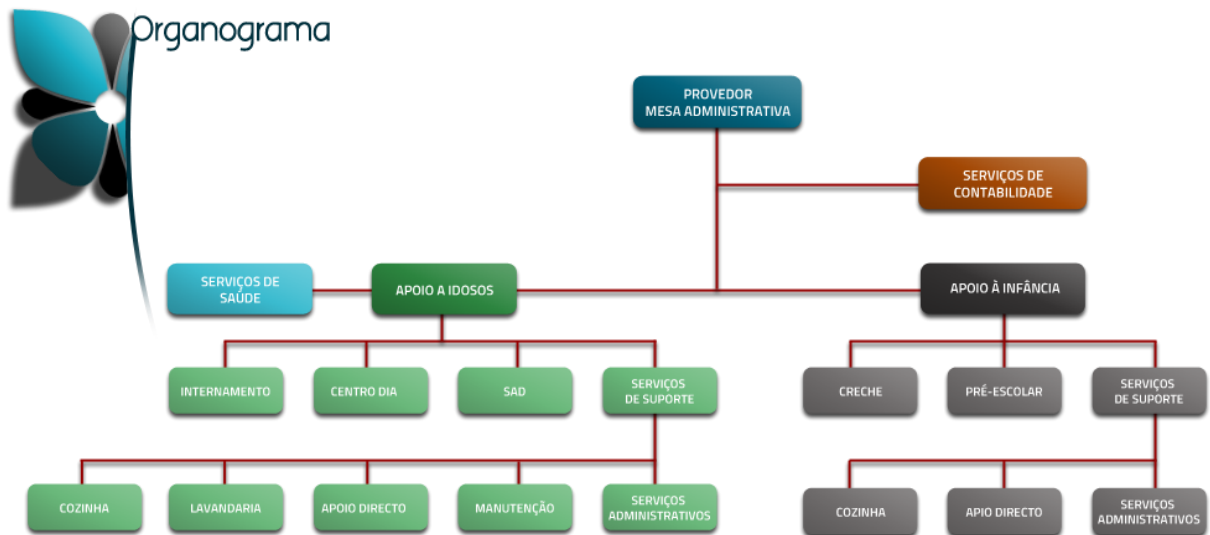 Organograma
PROVEDOR
MESA ADMINISTRATIVA
SERVIÇOS DE
CONTABILIDADE
SERVIÇOS DE
SAÚDE
APOIO A IDOSOS
APOIO À INFÂNCIA
INTERNAMENTO
CENTRO DIA
SAD
SERVIÇOS
DE SUPORTE
CRECHE
PRÉ-ESCOLAR
SERVIÇOS
DE SUPORTE
COZINHA
LAVANDARIA
APOIO DIRECTO
MANUTENÇÃO
SERVIÇOS
ADMINISTRATIVOS
COZINHA
APIO DIRECTO
SERVIÇOS
ADMINISTRATIVOS